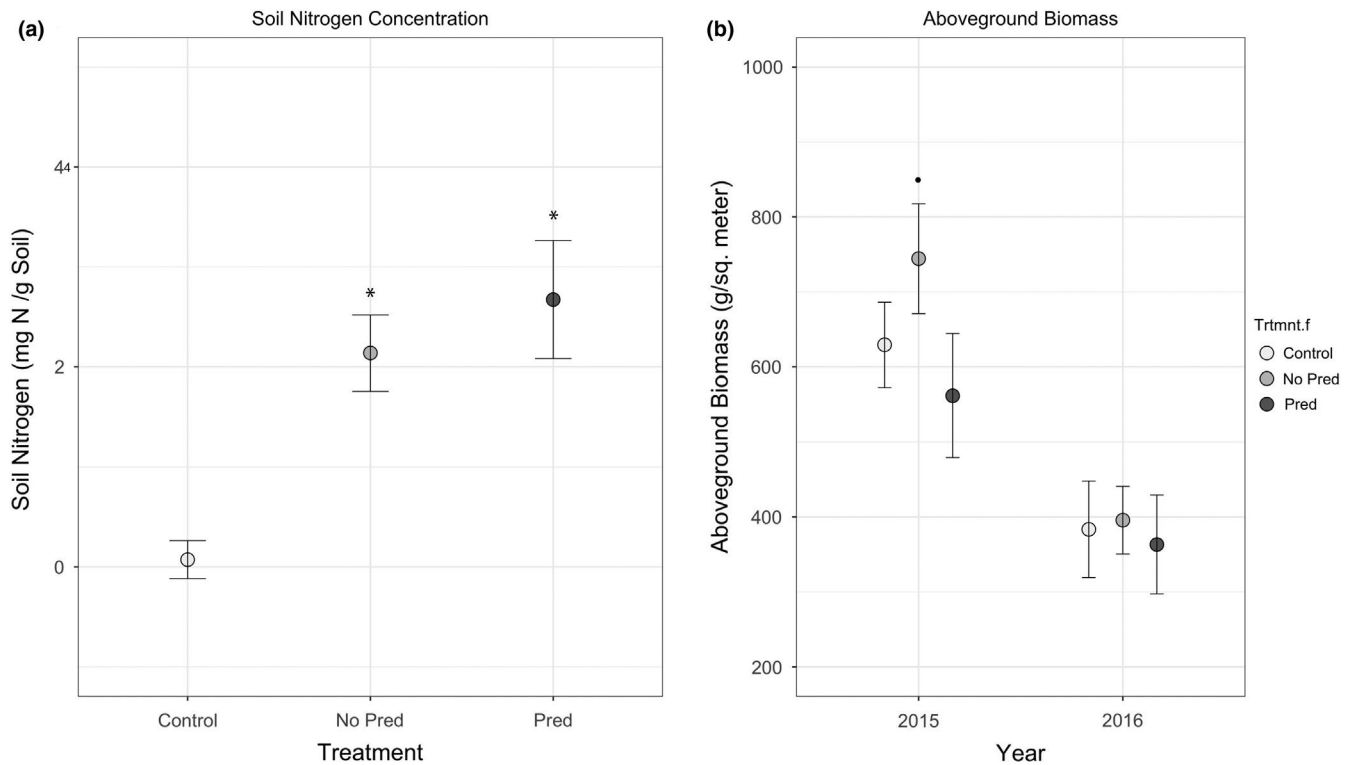 (a)
Soil Nitrogen Concentration
Soil Nitrogen (mg N /g Soil)
44
2
0
*
*
Control No Pred Pred
Treatment
(b)
Aboveground Biomass
Aboveground Biomass (g/sq. meter)
1000
800
600
400
200
2015 2016
Year
Trtmnt.f
Control
No Pred
Pred